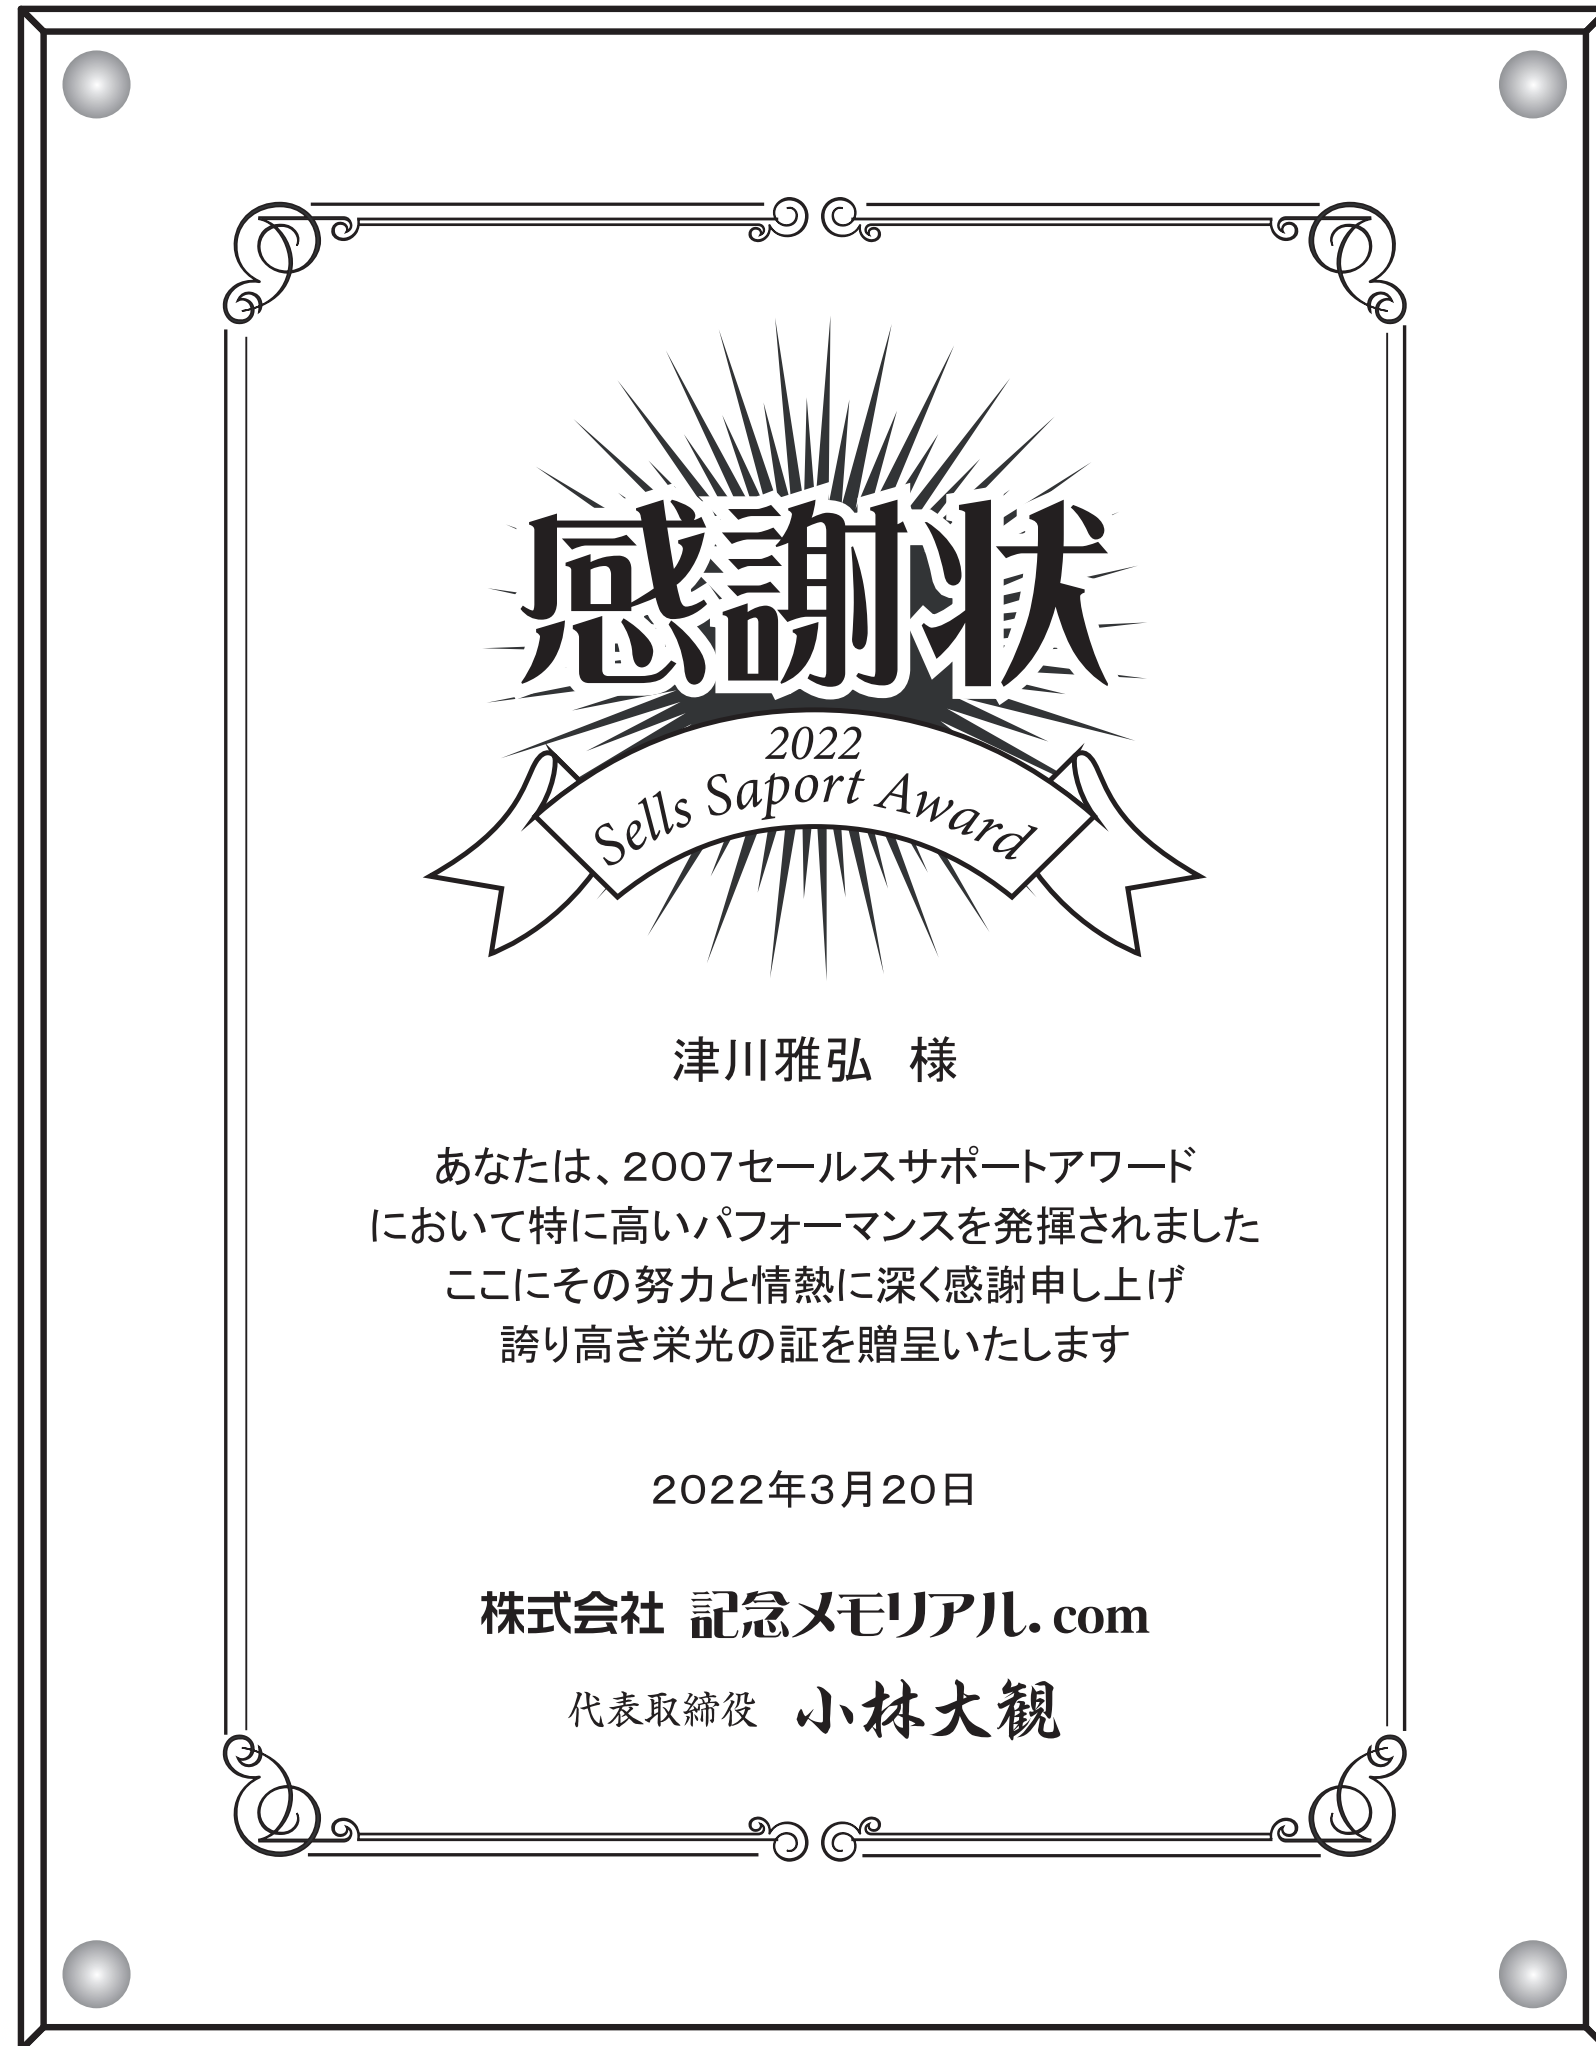 感謝状
2022
Sells Saport Award
津川雅弘 様
あなたは、2007セールスサポートアワード
において特に高いパフォーマンスを発揮されました
ここにその努力と情熱に深く感謝申し上げ
誇り高き栄光の証を贈呈いたします
2022年3月20日
株式会社 記念メモリアル.com
代表取締役 小林大観